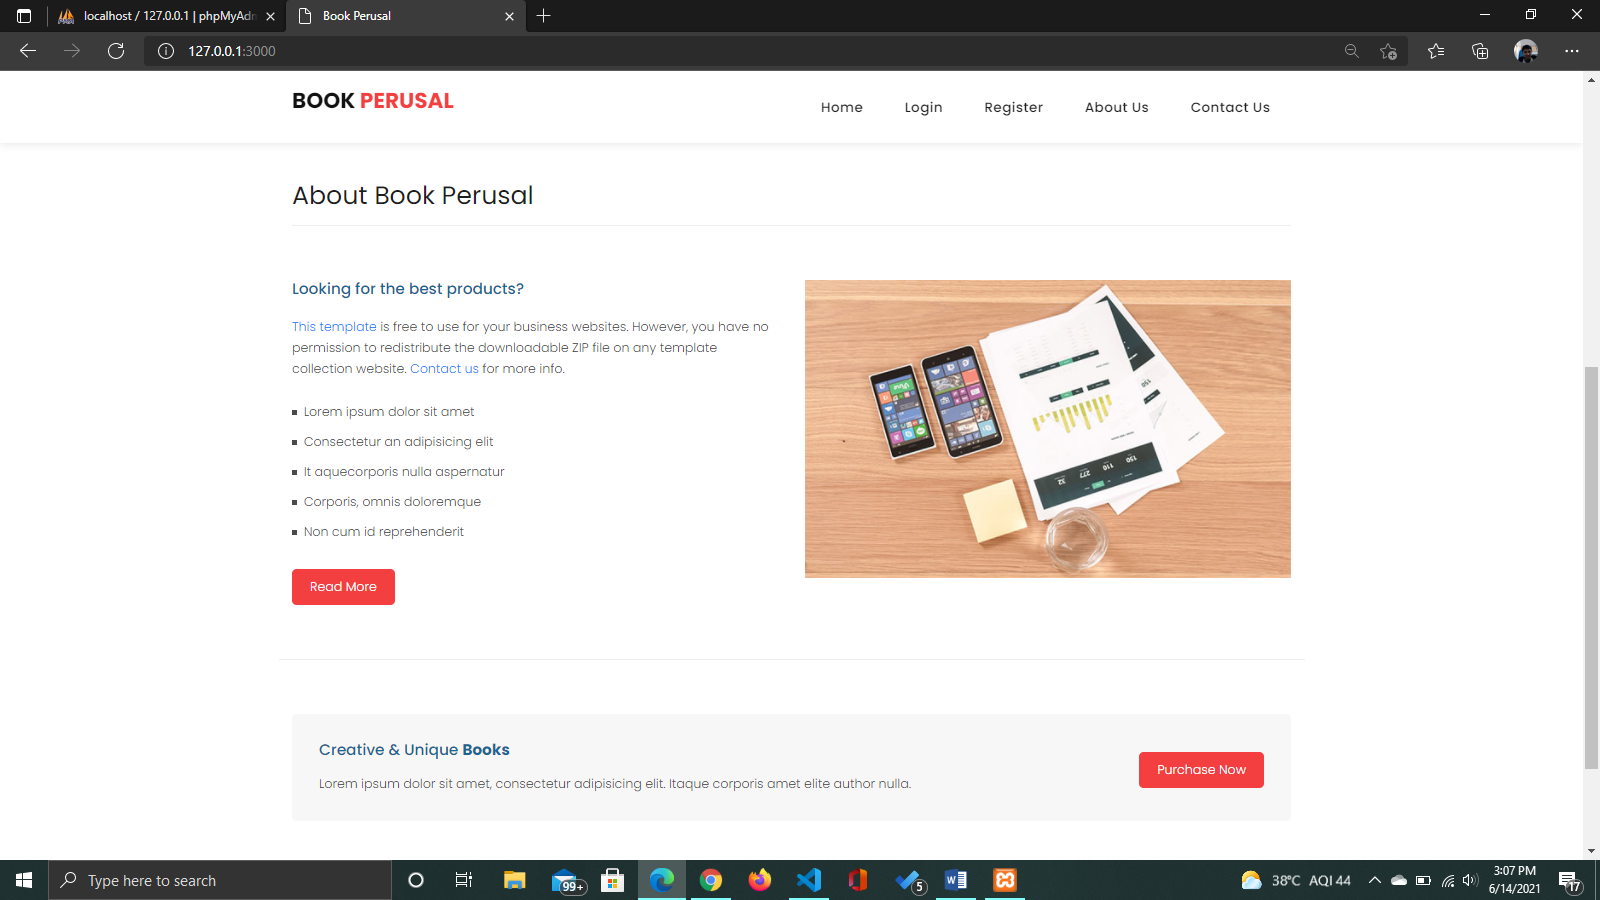 localhost / 127.0.0.1 | phpMyAdm
Book Perusal
127.0.0.1:3000
BOOK PERUSAL
Home Login Register About Us Contact Us
About Book Perusal
Looking for the best products?
This template is free to use for your business websites. However, you have no
permission to redistribute the downloadable ZIP file on any template
collection website. Contact us for more info.
Lorem ipsum dolor sit amet
Consectetur an adipisicing elit
It aquecorporis nulla aspernatur
Corporis, omnis doloremque
Non cum id reprehenderit
Read More
150
32 277 110 150
Creative & Unique Books
Lorem ipsum dolor sit amet, consectetur adipisicing elit. Itaque corporis amet elite author nulla.
Purchase Now
Type here to search
99+
5
38°C AQI 44
3:07 PM
6/14/2021
17